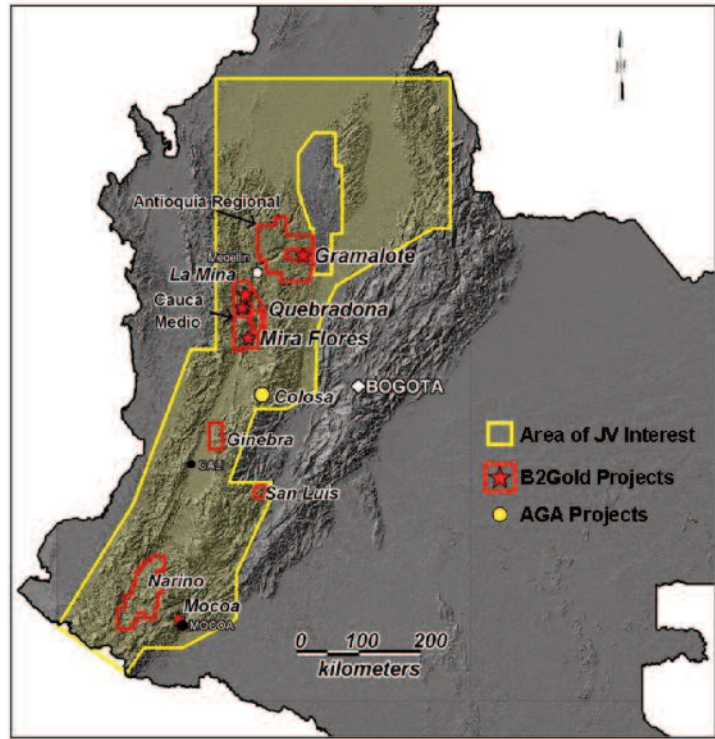 Antioquia Regional
Medellin
Gramalote
La Mina
Cauca
Medio
Quebradona
Mira Flores
BOGOTA
Colosa
Area of JV Interest
Ginebra
CALI
B2Gold Projects
San Luis
AGA Projects
Narino
Mocoa
MOCOA
0 100 200
kilometers